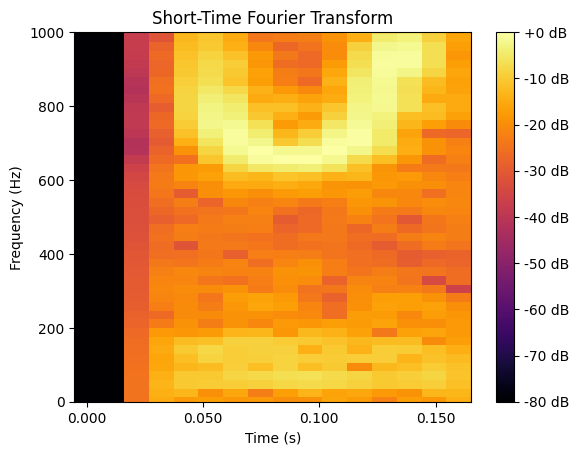 Short-Time Fourier Transform
1000
800
600
400
200
0
Frequency (Hz)
0.000
0.050
0.100
0.150
Time (s)
+0 dB
-10 dB
-20 dB
-30 dB
-40 dB
-50 dB
-60 dB
-70 dB
-80 dB